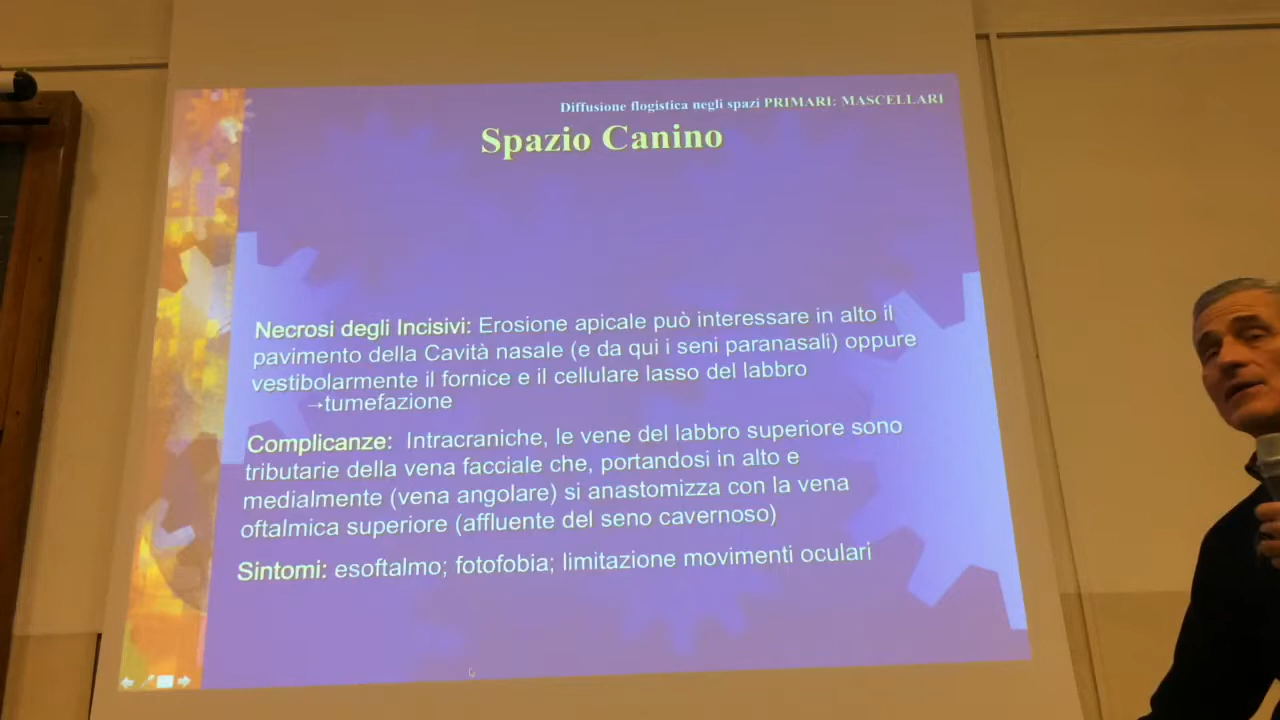 Diffusione flogistica negli spazi PRIMARI: MASCELLARI
Spazio Canino
Necrosi degli Incisivi: Erosione apicale può interessare in alto il
pavimento della Cavità nasale (e da qui i seni paranasali) oppure
vestibolarmente il fornice e il cellulare lasso del labbro
→tumefazione
Complicanze: Intracraniche, le vene del labbro superiore sono
tributarie della vena facciale che, portandosi in alto e
medialmente (vena angolare) si anastomizza con la vena
oftalmica superiore (affluente del seno cavernoso)
Sintomi: esoftalmo; fotofobia; limitazione movimenti oculari